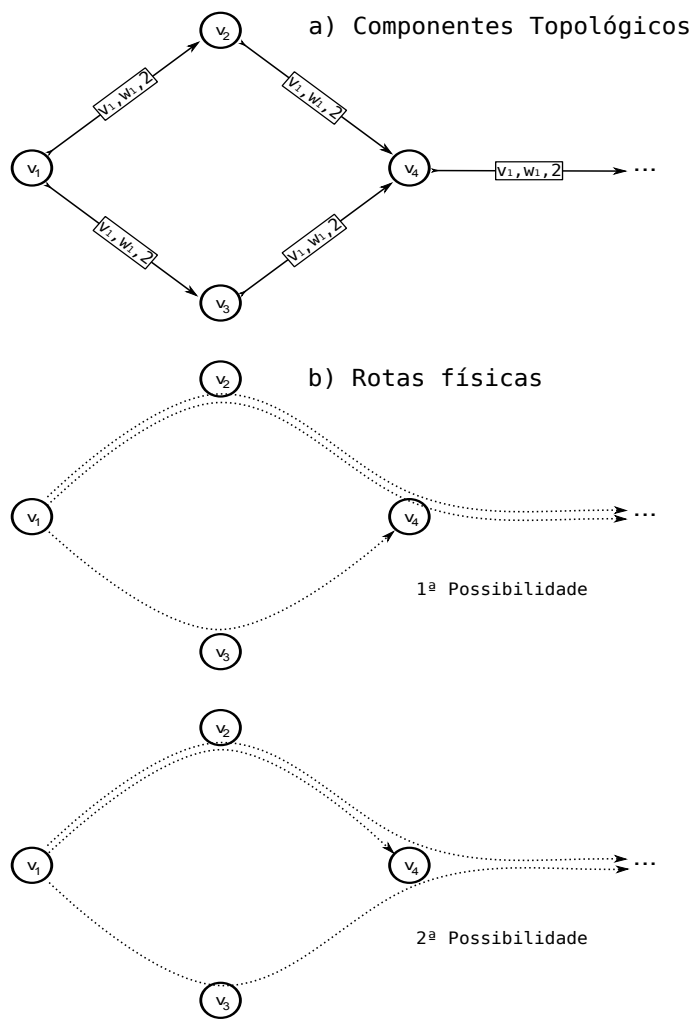 a) Componentes Topológicos
v₂
v₁,w₁,2
v₁,w₁,2
v₁
v₄
v₁,w₁,2
...
v₁,w₁,2
v₁,w₁,2
v₃
b) Rotas físicas
v₂
v₁
v₄
...
1ª Possibilidade
v₃
v₂
v₁
v₄
...
2ª Possibilidade
v₃